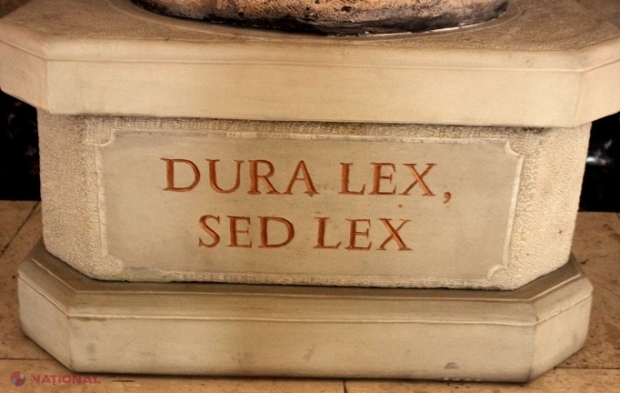 DURA LEX,
SED LEX
NATIONAL